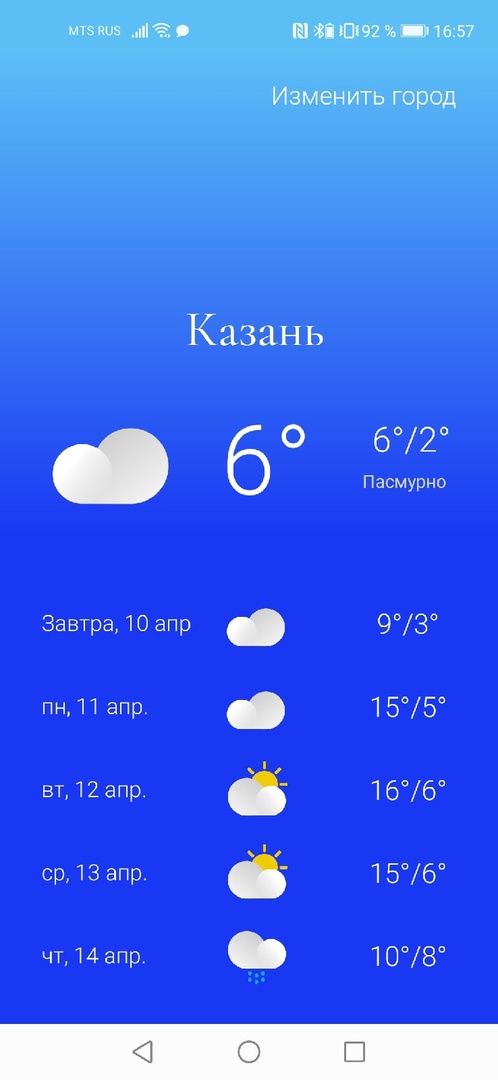 MTS RUS 92 % 16:57
Изменить город
Казань
6° 6°/2°
Пасмурно
Завтра, 10 апр 9°/3°
пн, 11 апр. 15°/5°
вт, 12 апр. 16°/6°
ср, 13 апр. 15°/6°
чт, 14 апр. 10°/8°